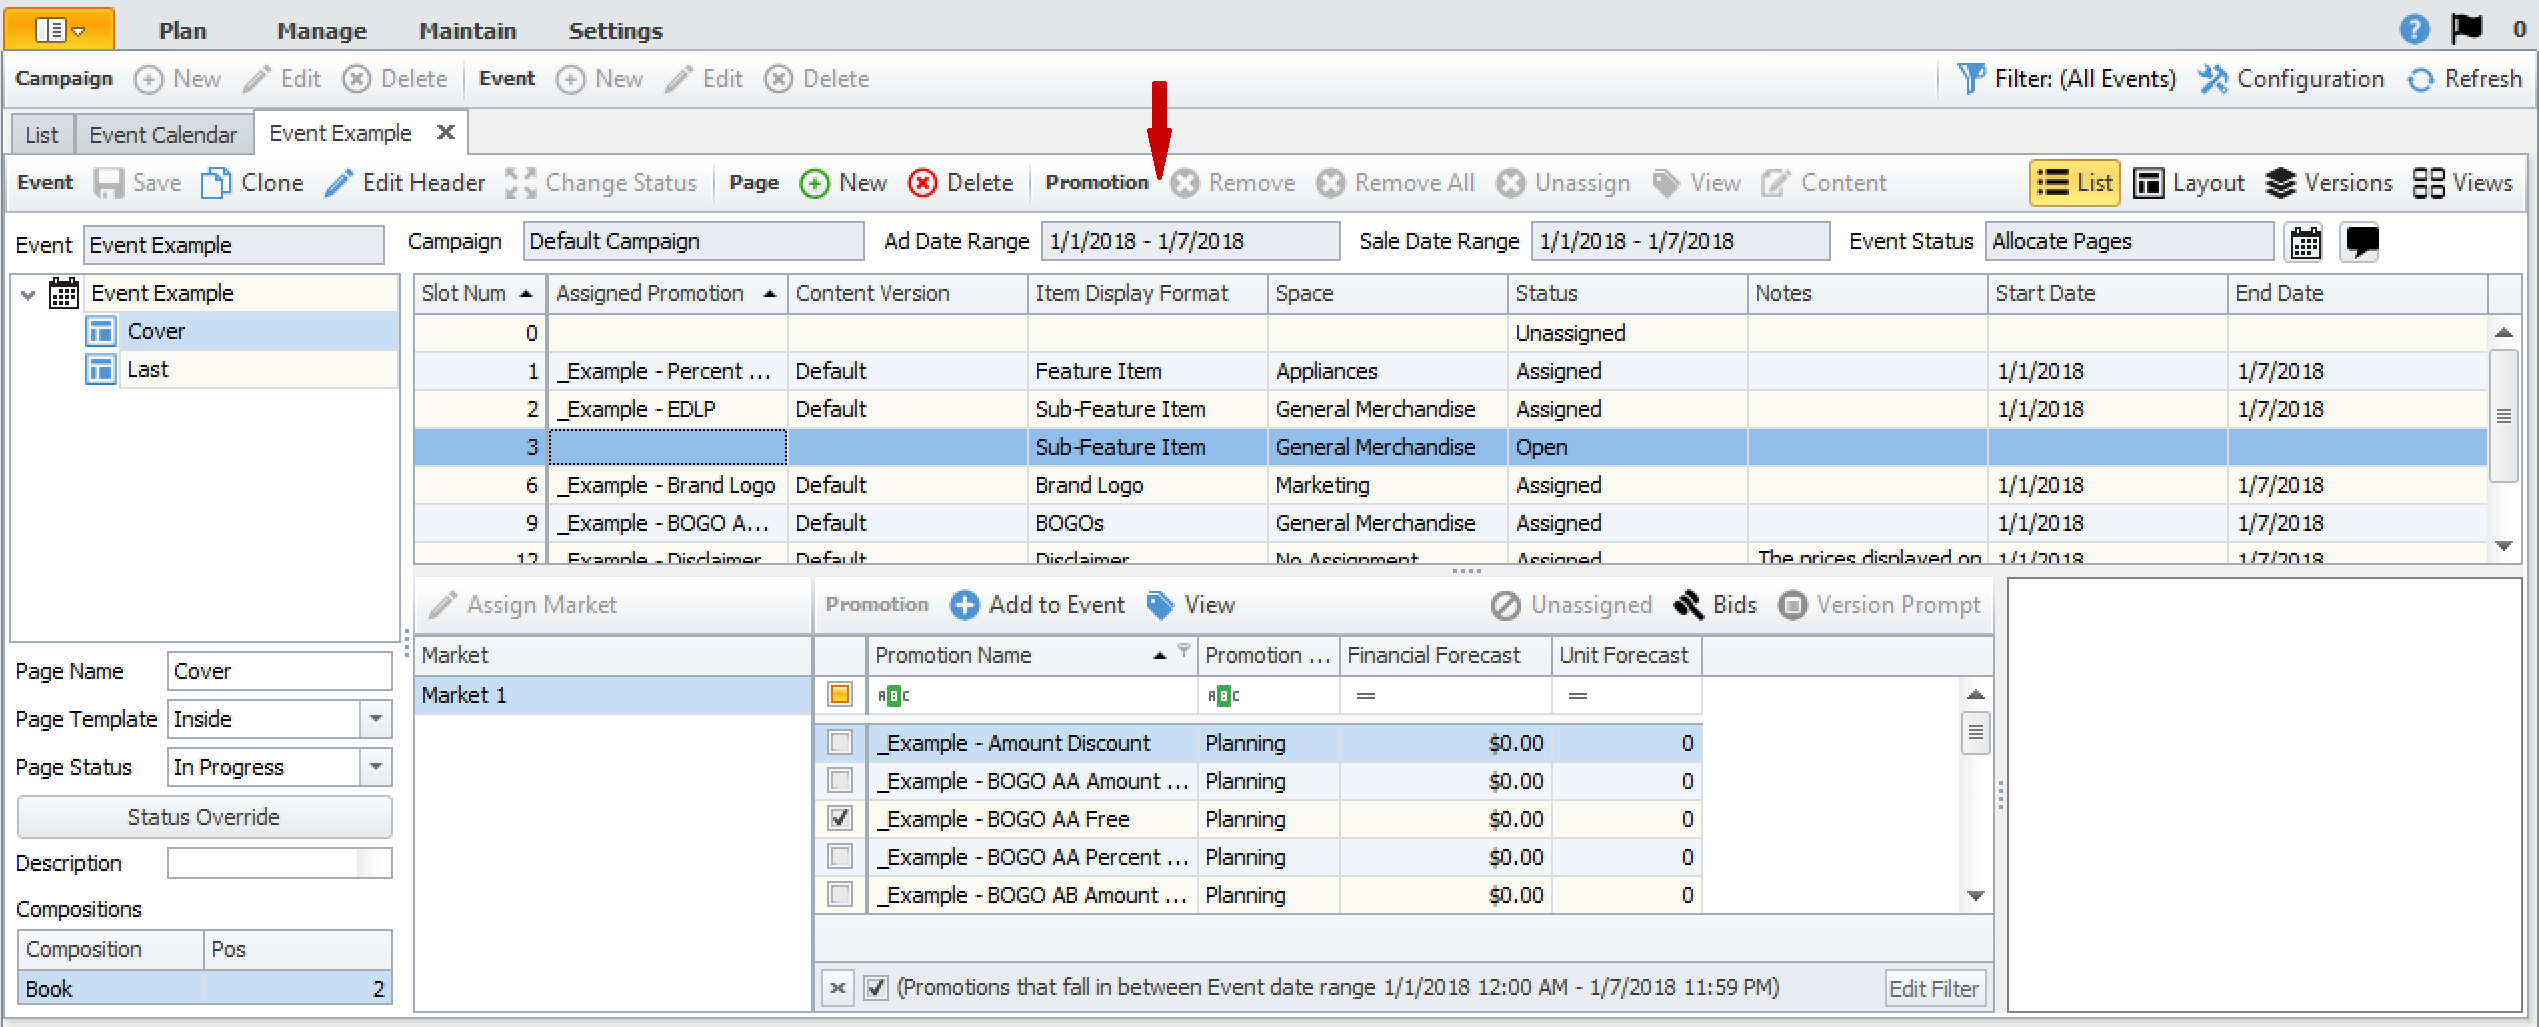 Plan Manage Maintain Settings 0
Campaign New Edit Delete Event New Edit Delete Filter: (All Events) Configuration Refresh
List Event Calendar Event Example
Event Save Clone Edit Header Change Status Page New Delete Promotion Remove Remove All Unassign View Content List Layout Versions Views
Event Event Example Campaign Default Campaign Ad Date Range 1/1/2018 - 1/7/2018 Sale Date Range 1/1/2018 - 1/7/2018 Event Status Allocate Pages
Event Example
Cover
Last
Slot Num Assigned Promotion Content Version Item Display Format Space Status Notes Start Date End Date
0 Unassigned
1 _Example - Percent ... Default Feature Item Appliances Assigned 1/1/2018 1/7/2018
2 _Example - EDLP Default Sub-Feature Item General Merchandise Assigned 1/1/2018 1/7/2018
3 Sub-Feature Item General Merchandise Open
6 _Example - Brand Logo Default Brand Logo Marketing Assigned 1/1/2018 1/7/2018
9 _Example - BOGO A... Default BOGOs General Merchandise Assigned 1/1/2018 1/7/2018
12 _Example - Disclaimer Default Disclaimer No Assignment Assigned The prices displayed on 1/1/2018 1/7/2018
Page Name Cover
Page Template Inside
Page Status In Progress
Status Override
Description
Compositions
Composition Pos
Book 2
Assign Market
Market
Market 1
Promotion Add to Event View Unassigned Bids Version Prompt
Promotion Name Promotion ... Financial Forecast Unit Forecast
ABC ABC = =
_Example - Amount Discount Planning $0.00 0
_Example - BOGO AA Amount ... Planning $0.00 0
_Example - BOGO AA Free Planning $0.00 0
_Example - BOGO AA Percent ... Planning $0.00 0
_Example - BOGO AB Amount ... Planning $0.00 0
(Promotions that fall in between Event date range 1/1/2018 12:00 AM - 1/7/2018 11:59 PM) Edit Filter